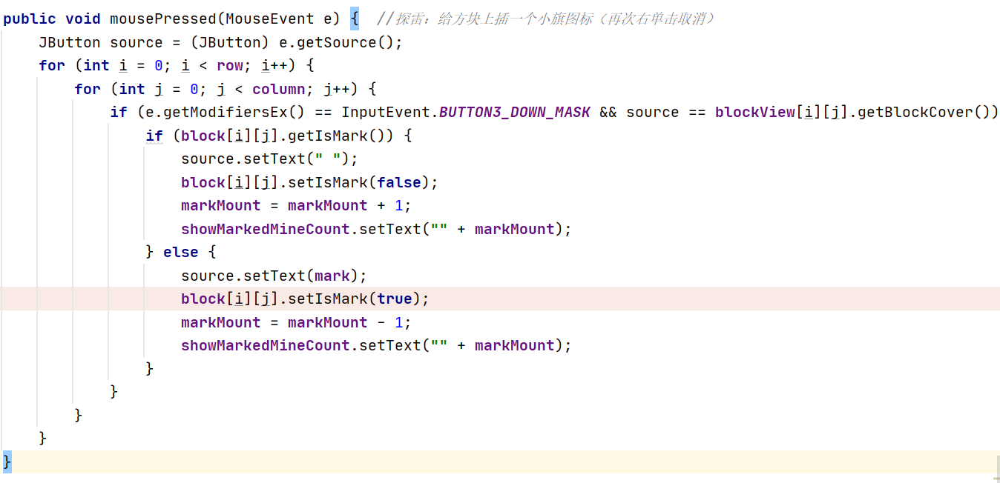 public void mousePressed(MouseEvent e) {  //探雷：给方块上插一个小旗图标（再次右单击取消）
    JButton source = (JButton) e.getSource();
    for (int i = 0; i < row; i++) {
        for (int j = 0; j < column; j++) {
            if (e.getModifiersEx() == InputEvent.BUTTON3_DOWN_MASK && source == blockView[i][j].getBlockCover())
                if (block[i][j].getIsMark()) {
                    source.setText(" ");
                    block[i][j].setIsMark(false);
                    markMount = markMount + 1;
                    showMarkedMineCount.setText("" + markMount);
                } else {
                    source.setText(mark);
                    block[i][j].setIsMark(true);
                    markMount = markMount - 1;
                    showMarkedMineCount.setText("" + markMount);
                }
            }
        }
    }
}